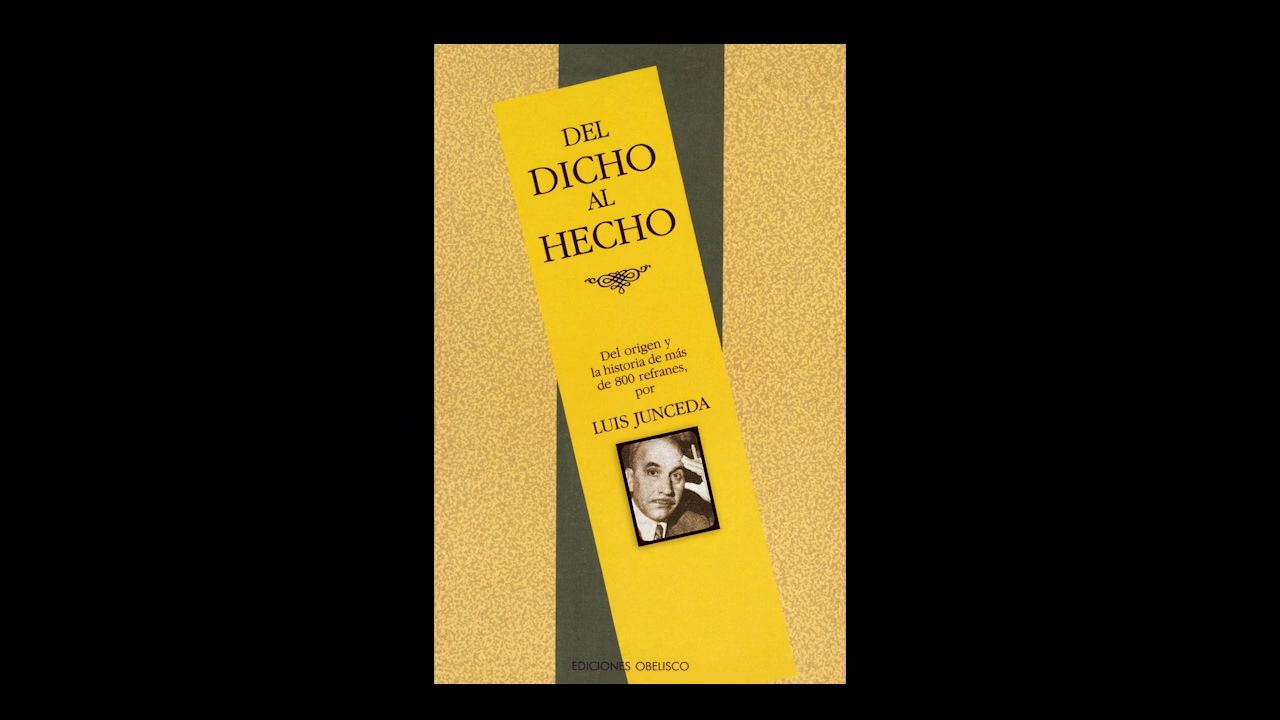 DEL
DICHO
AL
HECHO
Del origen y
la historia de más
de 800 refranes,
por
LUIS JUNCEDA
EDICIONES OBELISCO